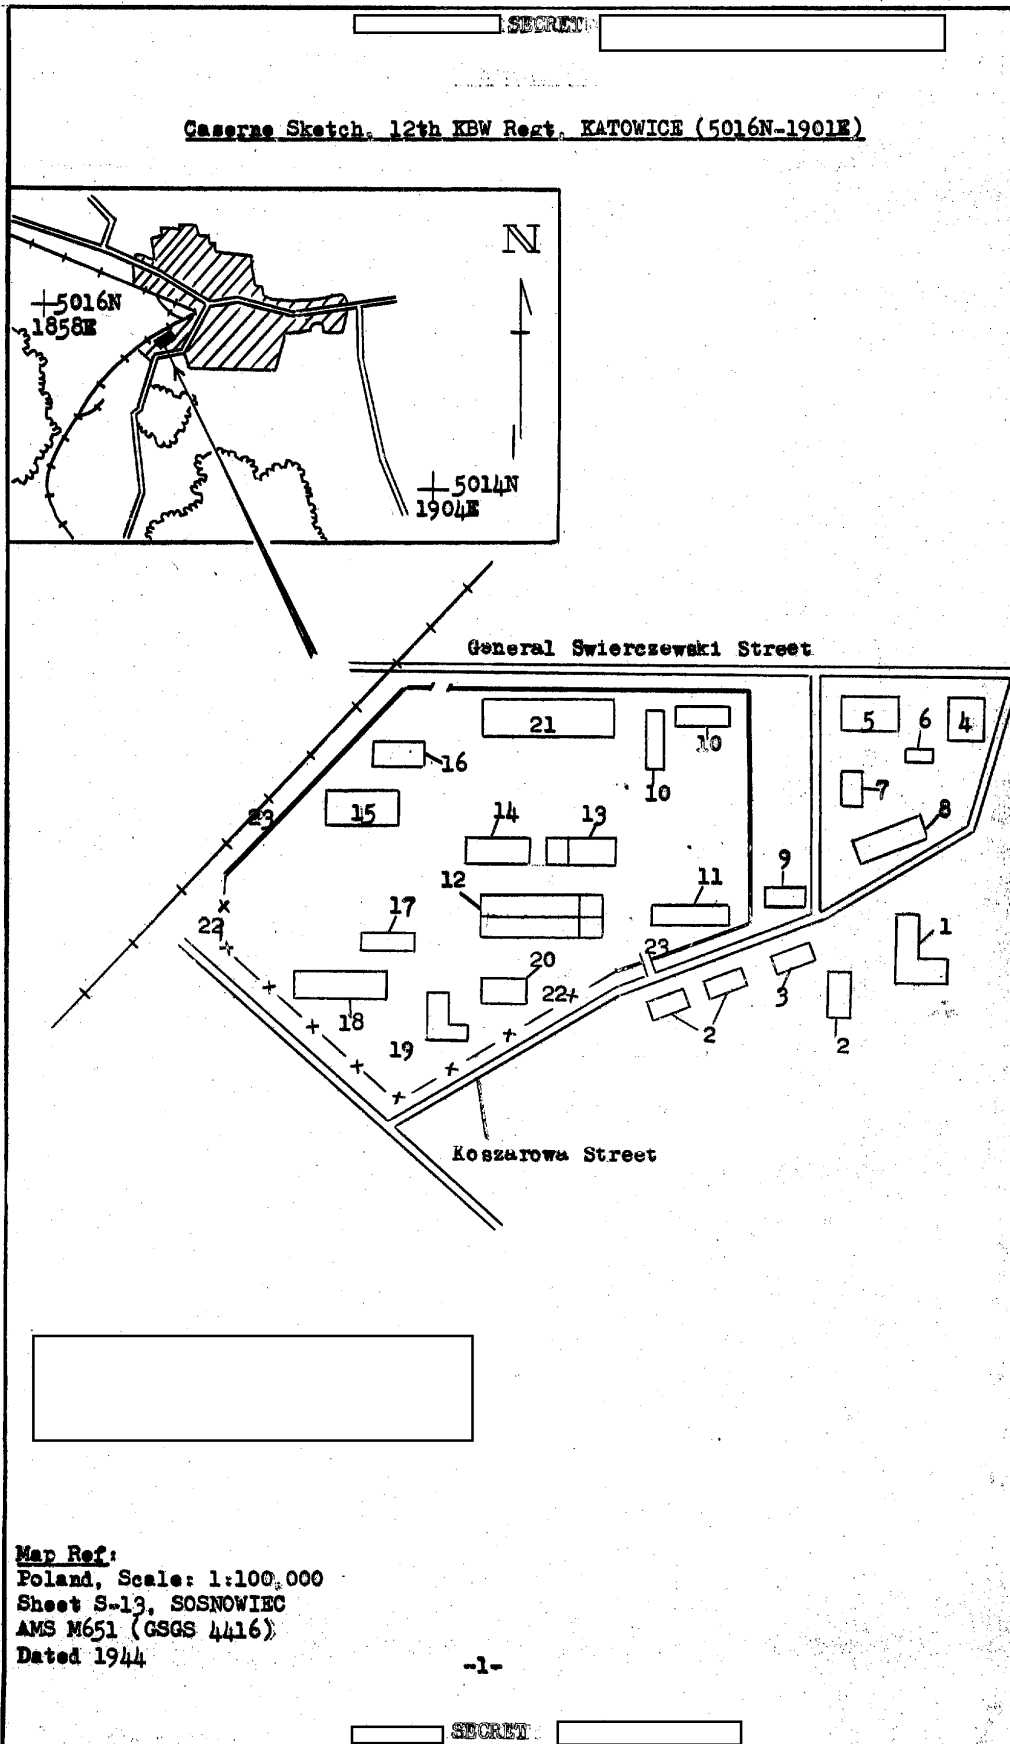 SECRET
Caserne Sketch, 12th KBW Regt, KATOWICE (5016N-1901E)
N
5016N
1858E
5014N
1904E
General Swierczewski Street
21
10
10
5
6
4
16
7
15
23
14
13
8
12
11
9
17
22
23
1
20
22
3
18
2
2
19
Koszarowa Street
Map Ref:
Poland, Scale: 1:100,000
Sheet S-13, SOSNOWIEC
AMS M651 (GSGS 4416)
Dated 1944
-1-
SECRET